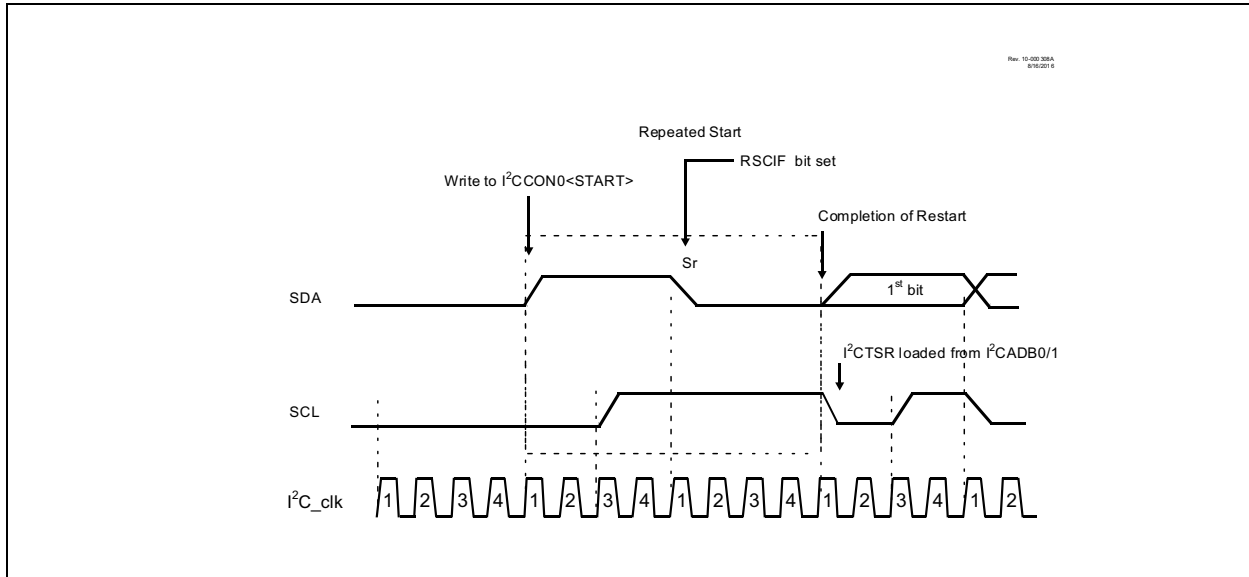 Rev. 10-000 308A
8/16/2016
Repeated Start
RSCIF bit set
Write to I²CCON0<START>
Completion of Restart
Sr
SDA
1st bit
I²CTSR loaded from I²CADB0/1
SCL
I²C_clk
1 2 3 4 1 2 3 4 1 2 3 4 1 2 3 4 1 2